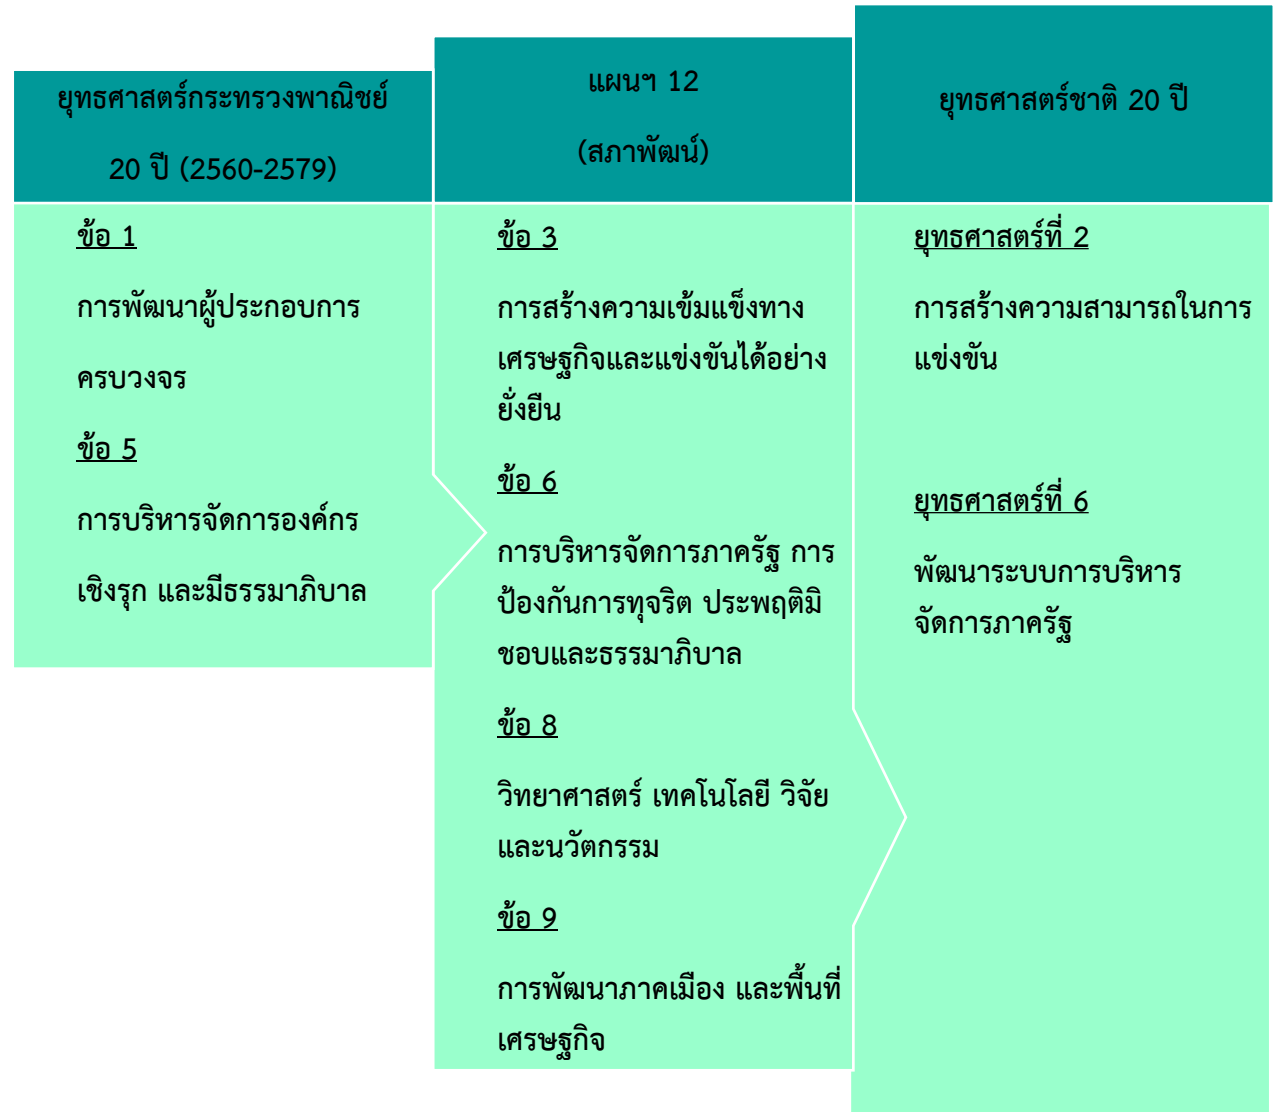 ยุทธศาสตร์กระทรวงพาณิชย์
20 ปี (2560-2579)
ข้อ 1
การพัฒนาผู้ประกอบการ
ครบวงจร
ข้อ 5
การบริหารจัดการองค์กร
เชิงรุก และมีธรรมาภิบาล
แผนฯ 12
(สภาพัฒน์)
ข้อ 3
การสร้างความเข้มแข็งทาง
เศรษฐกิจและแข่งขันได้อย่าง
ยั่งยืน
ข้อ 6
การบริหารจัดการภาครัฐ การ
ป้องกันการทุจริต ประพฤติมิ
ชอบและธรรมาภิบาล
ข้อ 8
วิทยาศาสตร์ เทคโนโลยี วิจัย
และนวัตกรรม
ข้อ 9
การพัฒนาภาคเมือง และพื้นที่
เศรษฐกิจ
ยุทธศาสตร์ชาติ 20 ปี
ยุทธศาสตร์ที่ 2
การสร้างความสามารถในการ
แข่งขัน
ยุทธศาสตร์ที่ 6
พัฒนาระบบการบริหาร
จัดการภาครัฐ